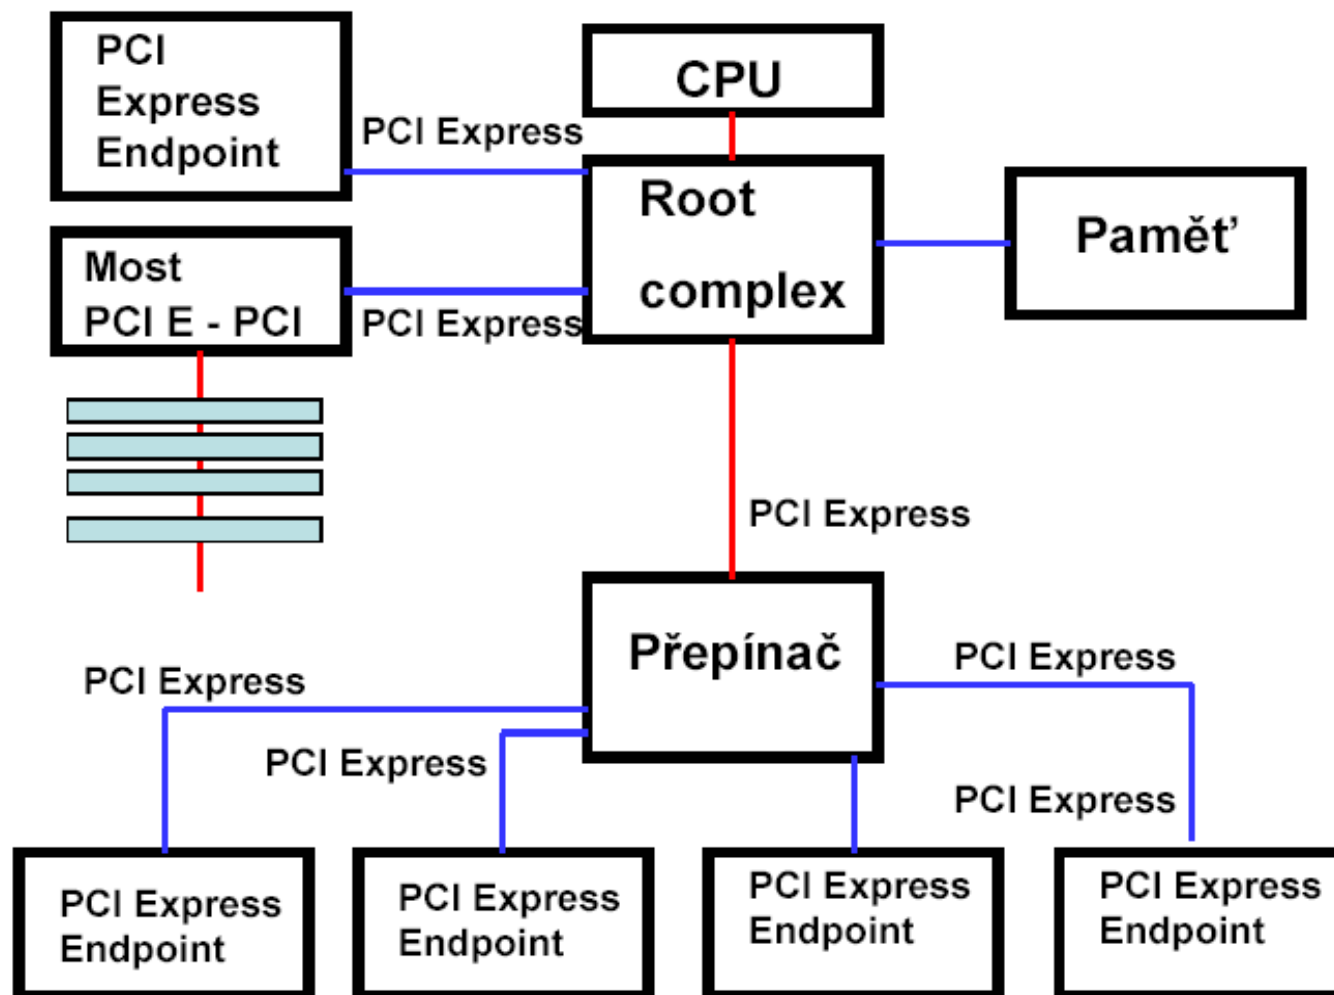 PCI
Express
Endpoint
CPU
PCI Express
Root
complex
Paměť
Most
PCI E - PCI
PCI Express
PCI Express
Přepínač
PCI Express
PCI Express
PCI Express
PCI Express
PCI Express
Endpoint
PCI Express
Endpoint
PCI Express
Endpoint
PCI Express
Endpoint